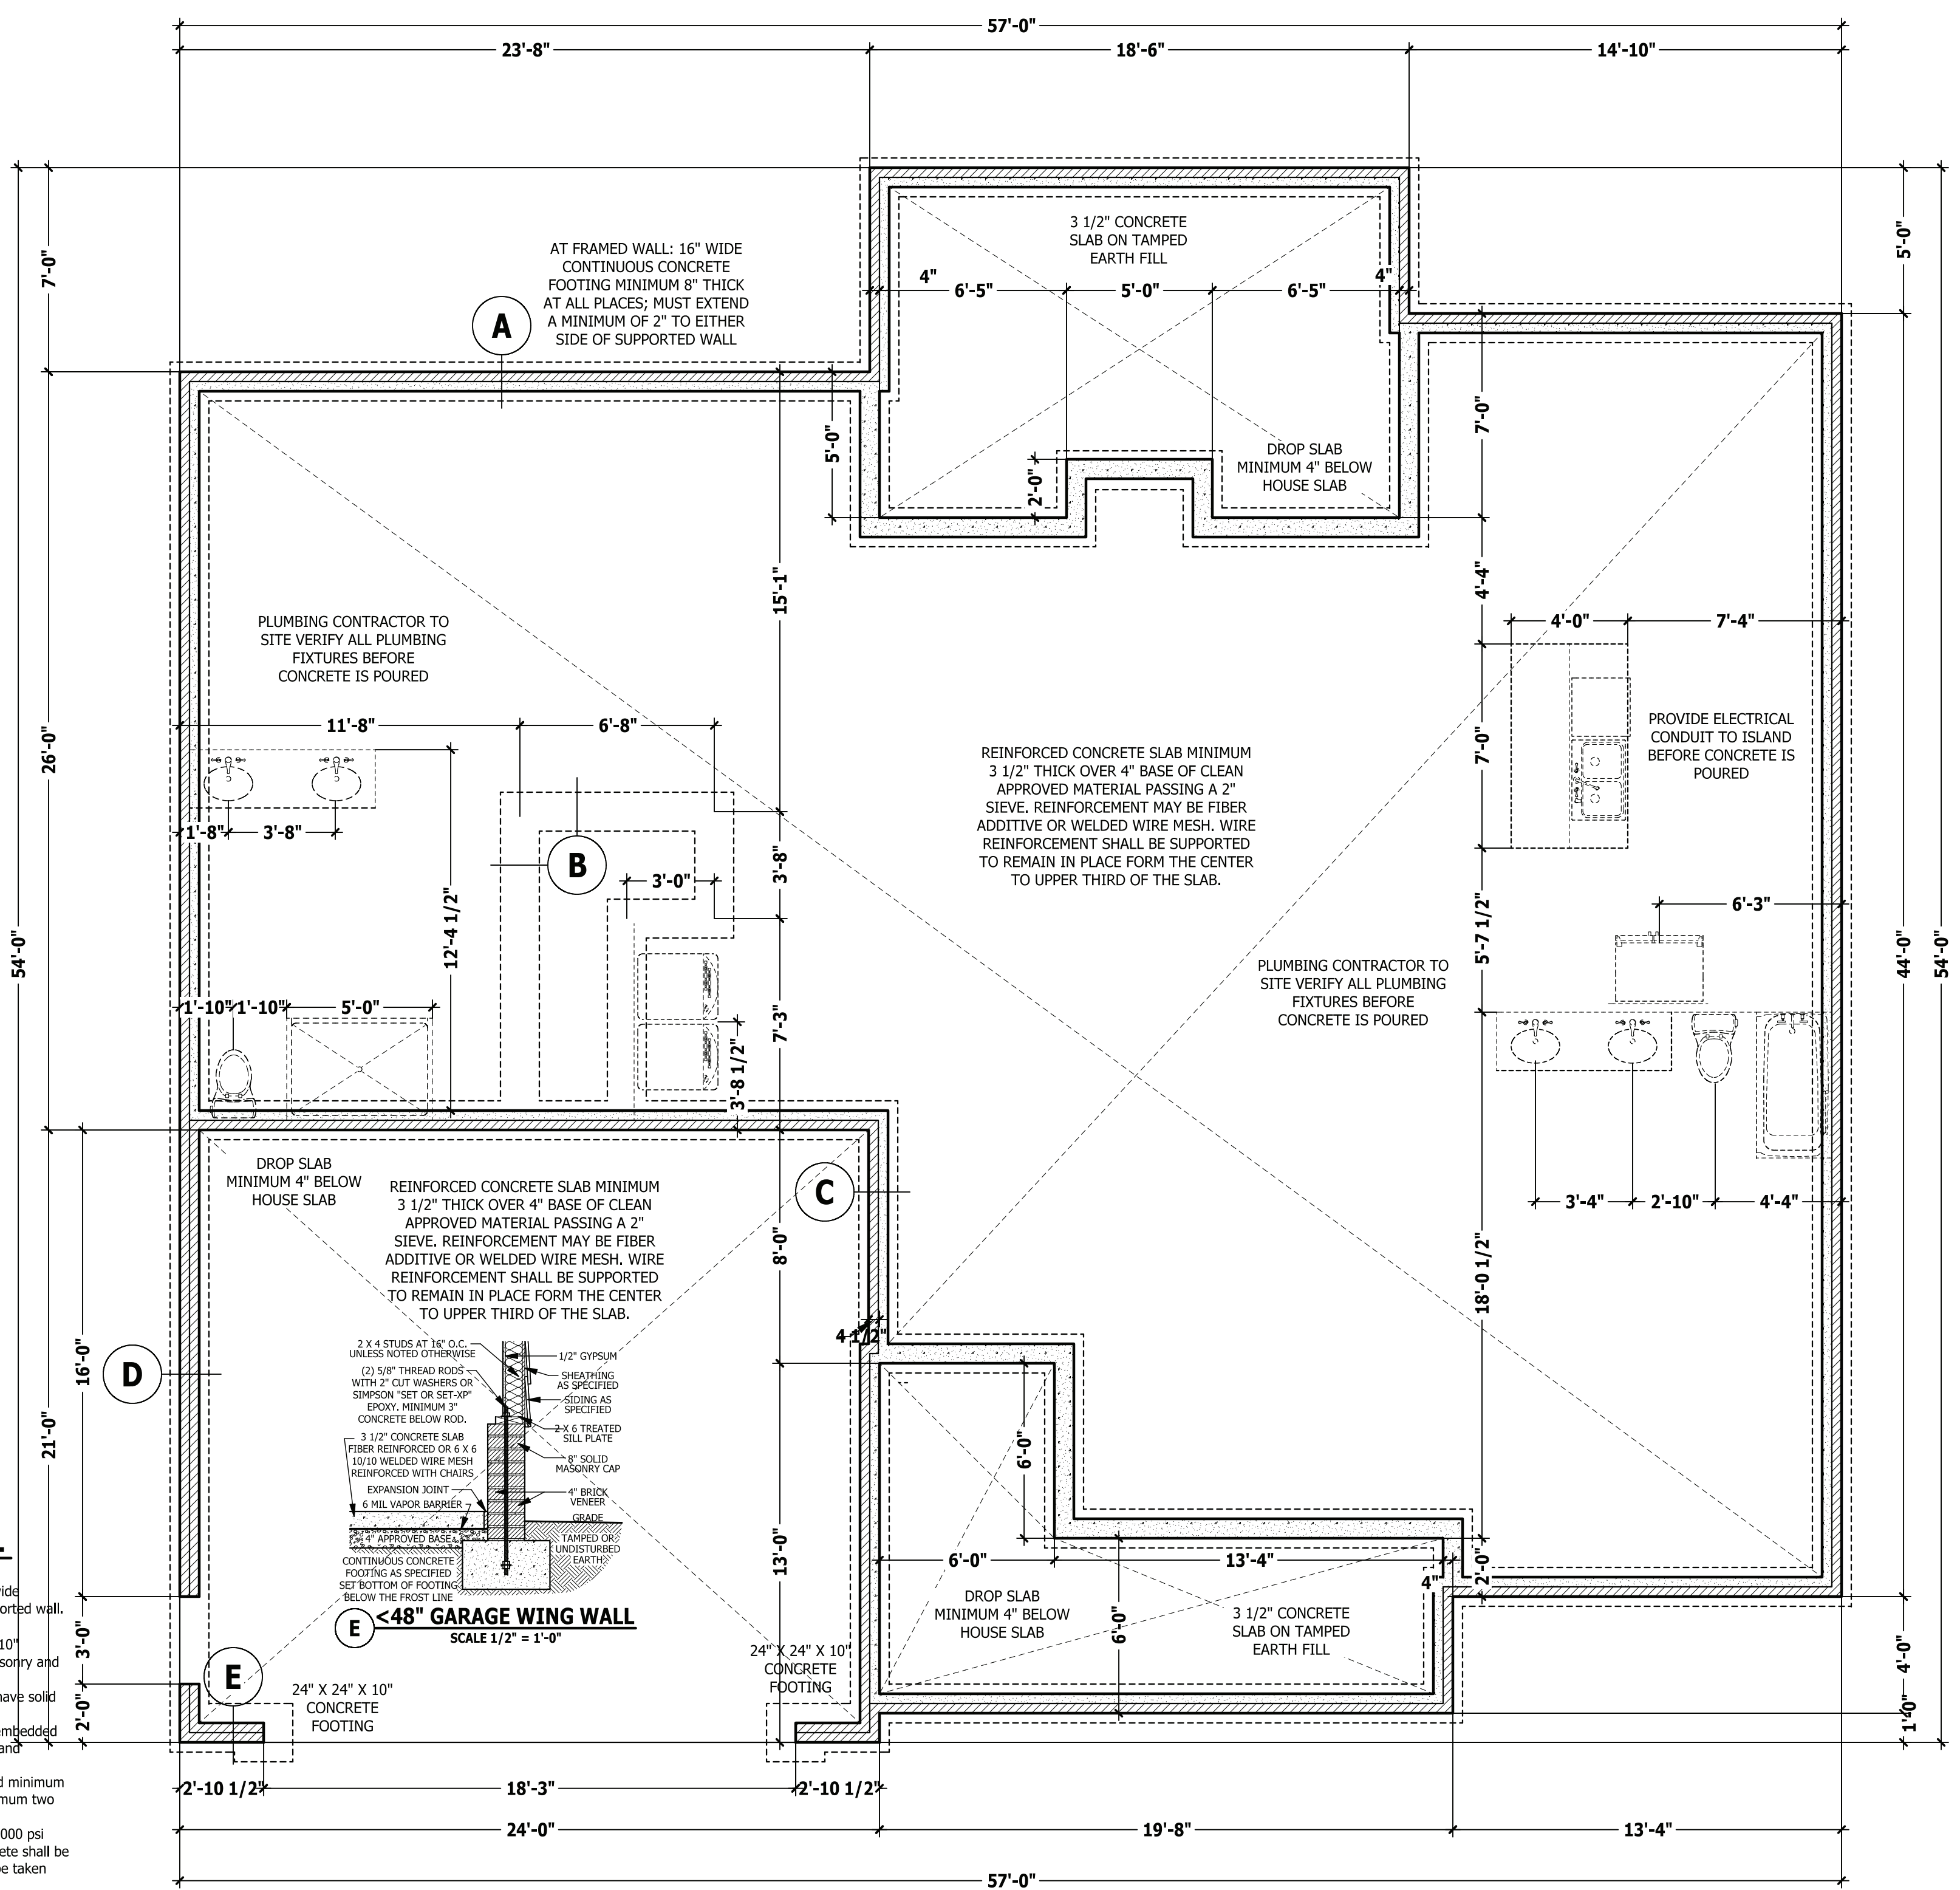 57'-0"
23'-8"
18'-6"
14'-10"
7'-0"
5'-0"
AT FRAMED WALL: 16" WIDE
CONTINUOUS CONCRETE
FOOTING MINIMUM 8" THICK
AT ALL PLACES; MUST EXTEND
A MINIMUM OF 2" TO EITHER
SIDE OF SUPPORTED WALL
A
3 1/2" CONCRETE
SLAB ON TAMPED
EARTH FILL
4"
6'-5"
5'-0"
6'-5"
4"
5'-0"
2'-0"
DROP SLAB
MINIMUM 4" BELOW
HOUSE SLAB
7'-0"
15'-1"
4'-4"
4'-0"
7'-4"
PLUMBING CONTRACTOR TO
SITE VERIFY ALL PLUMBING
FIXTURES BEFORE
CONCRETE IS POURED
26'-0"
11'-8"
6'-8"
REINFORCED CONCRETE SLAB MINIMUM
3 1/2" THICK OVER 4" BASE OF CLEAN
APPROVED MATERIAL PASSING A 2"
SIEVE. REINFORCEMENT MAY BE FIBER
ADDITIVE OR WELDED WIRE MESH. WIRE
REINFORCEMENT SHALL BE SUPPORTED
TO REMAIN IN PLACE FORM THE CENTER
TO UPPER THIRD OF THE SLAB.
7'-0"
PROVIDE ELECTRICAL
CONDUIT TO ISLAND
BEFORE CONCRETE IS
POURED
1'-8"
3'-8"
B
3'-8"
3'-0"
12'-4 1/2"
54'-0"
5'-7 1/2"
6'-3"
44'-0"
54'-0"
PLUMBING CONTRACTOR TO
SITE VERIFY ALL PLUMBING
FIXTURES BEFORE
CONCRETE IS POURED
1'-10"
1'-10"
5'-0"
7'-3"
3'-8 1/2"
DROP SLAB
MINIMUM 4" BELOW
HOUSE SLAB
REINFORCED CONCRETE SLAB MINIMUM
3 1/2" THICK OVER 4" BASE OF CLEAN
APPROVED MATERIAL PASSING A 2"
SIEVE. REINFORCEMENT MAY BE FIBER
ADDITIVE OR WELDED WIRE MESH. WIRE
REINFORCEMENT SHALL BE SUPPORTED
TO REMAIN IN PLACE FORM THE CENTER
TO UPPER THIRD OF THE SLAB.
C
8'-0"
3'-4"
2'-10"
4'-4"
18'-0 1/2"
4 1/2"
D
16'-0"
21'-0"
2 X 4 STUDS AT 16" O.C.
UNLESS NOTED OTHERWISE
(2) 5/8" THREAD RODS
WITH 2" CUT WASHERS OR
SIMPSON "SET OR SET-XP"
EPOXY. MINIMUM 3"
CONCRETE BELOW ROD.
3 1/2" CONCRETE SLAB
FIBER REINFORCED OR 6 X 6
10/10 WELDED WIRE MESH
REINFORCED WITH CHAIRS
EXPANSION JOINT
6 MIL VAPOR BARRIER
4" APPROVED BASE
CONTINUOUS CONCRETE
FOOTING AS SPECIFIED
SET BOTTOM OF FOOTING
BELOW THE FROST LINE
1/2" GYPSUM
SHEATHING
AS SPECIFIED
SIDING AS
SPECIFIED
2 X 6 TREATED
SILL PLATE
8" SOLID
MASONRY CAP
4" BRICK
VENEER
GRADE
TAMPED OR
UNDISTURBED
EARTH
E
<48" GARAGE WING WALL
SCALE 1/2" = 1'-0"
13'-0"
6'-0"
6'-0"
13'-4"
4"
2'-0"
DROP SLAB
MINIMUM 4" BELOW
HOUSE SLAB
6'-0"
3 1/2" CONCRETE
SLAB ON TAMPED
EARTH FILL
3'-0"
2'-0"
E
24" X 24" X 10"
CONCRETE
FOOTING
24" X 24" X 10"
CONCRETE
FOOTING
4'-0"
1'-0"
2'-10 1/2"
18'-3"
2'-10 1/2"
24'-0"
19'-8"
13'-4"
57'-0"
orted wall.
10"
sonry and
have solid
embedded
and
d minimum
mum two
000 psi
ete shall be
be taken